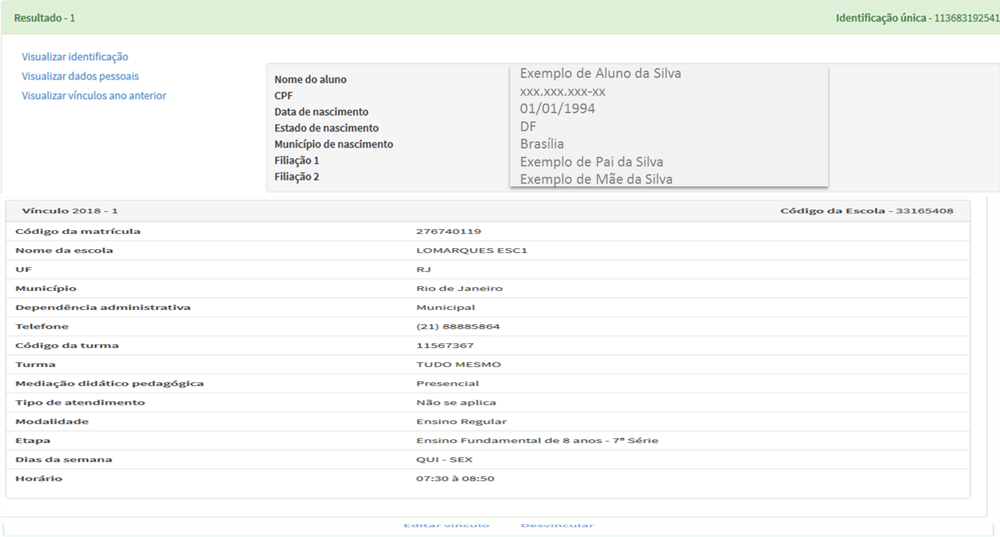 Resultado - 1 Identificação única - 113683192541
Visualizar identificação
Visualizar dados pessoais
Visualizar vínculos ano anterior
Nome do aluno Exemplo de Aluno da Silva
CPF xxx.xxx.xxx-xx
Data de nascimento 01/01/1994
Estado de nascimento DF
Município de nascimento Brasília
Filiação 1 Exemplo de Pai da Silva
Filiação 2 Exemplo de Mãe da Silva
Vínculo 2018 - 1 Código da Escola - 33165408
Código da matrícula 276740119
Nome da escola LOMARQUES ESC1
UF RJ
Município Rio de Janeiro
Dependência administrativa Municipal
Telefone (21) 88885864
Código da turma 11567367
Turma TUDO MESMO
Mediação didático pedagógica Presencial
Tipo de atendimento Não se aplica
Modalidade Ensino Regular
Etapa Ensino Fundamental de 8 anos - 7ª Série
Dias da semana QUI - SEX
Horário 07:30 à 08:50
Editar vínculo Desvincular